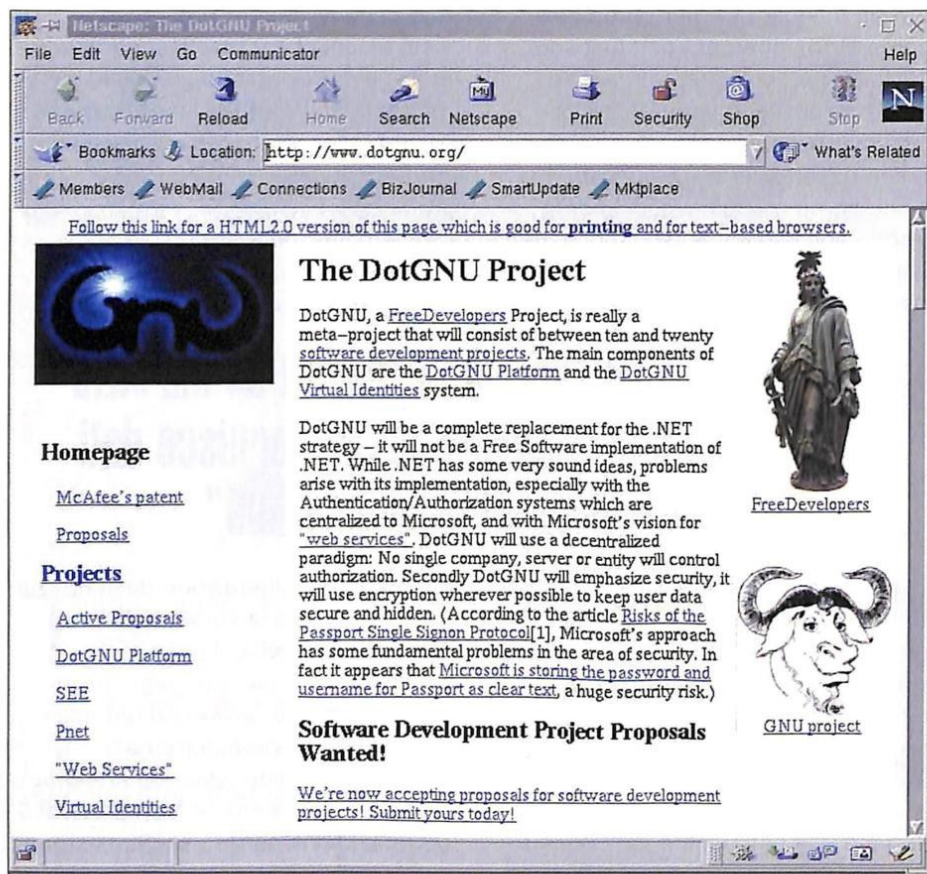 Netscape: The DotGNU Project
File Edit View Go Communicator Help
Back Forward Reload Home Search Netscape Print Security Shop Stop
My
N
Bookmarks Location: http://www.dotgnu.org/ What's Related
Members WebMail Connections BizJournal SmartUpdate Mktplace
Follow this link for a HTML2.0 version of this page which is good for printing and for text-based browsers.
The DotGNU Project
DotGNU, a FreeDevelopers Project, is really a
meta-project that will consist of between ten and twenty
software development projects. The main components of
DotGNU are the DotGNU Platform and the DotGNU
Virtual Identities system.
DotGNU will be a complete replacement for the .NET
strategy -- it will not be a Free Software implementation of
.NET. While .NET has some very sound ideas, problems
arise with its implementation, especially with the
Authentication/Authorization systems which are
centralized to Microsoft, and with Microsoft's vision for
"web services". DotGNU will use a decentralized
paradigm: No single company, server or entity will control
authorization. Secondly DotGNU will emphasize security, it
will use encryption wherever possible to keep user data
secure and hidden. (According to the article Risks of the
Passport Single Signon Protocol[1], Microsoft's approach
has some fundamental problems in the area of security. In
fact it appears that Microsoft is storing the password and
username for Passport as clear text, a huge security risk.)
Software Development Project Proposals
Wanted!
We're now accepting proposals for software development
projects! Submit yours today!
Homepage
McAfee's patent
Proposals
Projects
Active Proposals
DotGNU Platform
SEE
Pnet
"Web Services"
Virtual Identities
FreeDevelopers
GNU project